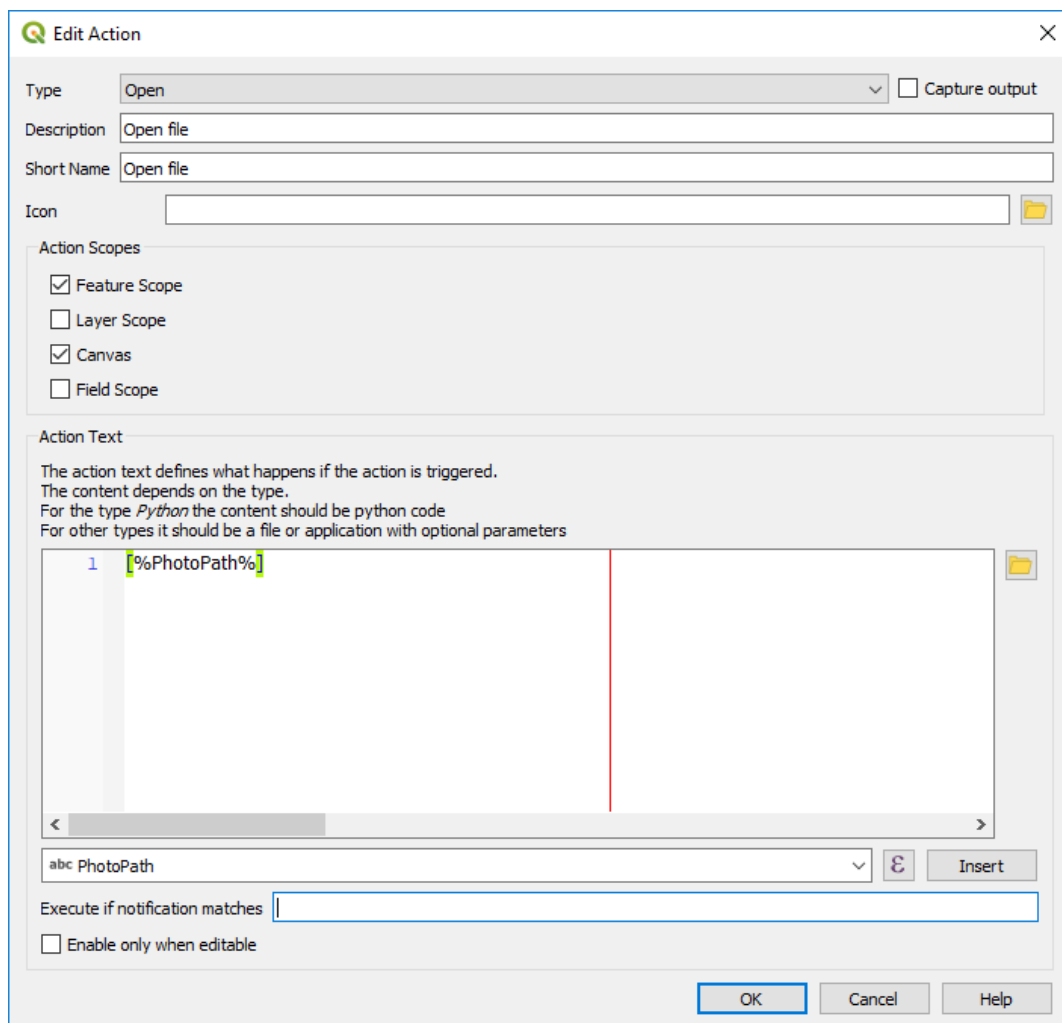 Edit Action
Type Open Capture output
Description Open file
Short Name Open file
Icon
Action Scopes
Feature Scope
Layer Scope
Canvas
Field Scope
Action Text
The action text defines what happens if the action is triggered.
The content depends on the type.
For the type Python the content should be python code
For other types it should be a file or application with optional parameters
1 [%PhotoPath%]
abc PhotoPath ε Insert
Execute if notification matches
Enable only when editable
OK Cancel Help